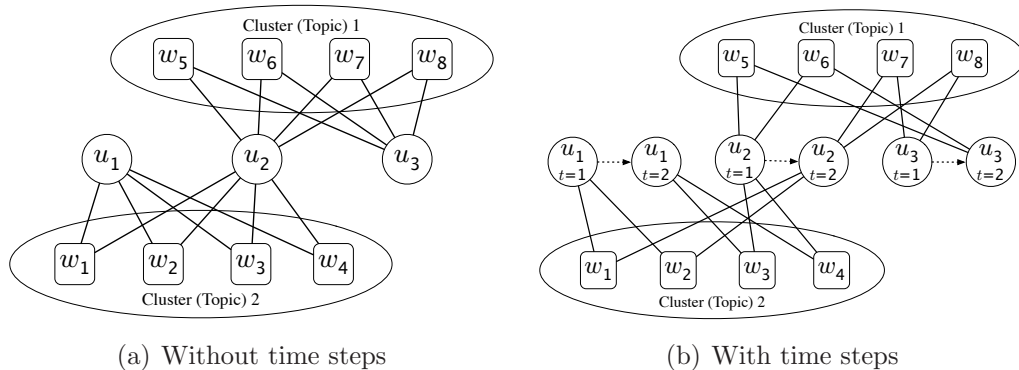 Cluster (Topic) 1
w5 w6 w7 w8
u1 u2 u3
w1 w2 w3 w4
Cluster (Topic) 2
(a) Without time steps
Cluster (Topic) 1
w5 w6 w7 w8
u1 t=1 u1 t=2 u2 t=1 u2 t=2 u3 t=1 u3 t=2
w1 w2 w3 w4
Cluster (Topic) 2
(b) With time steps